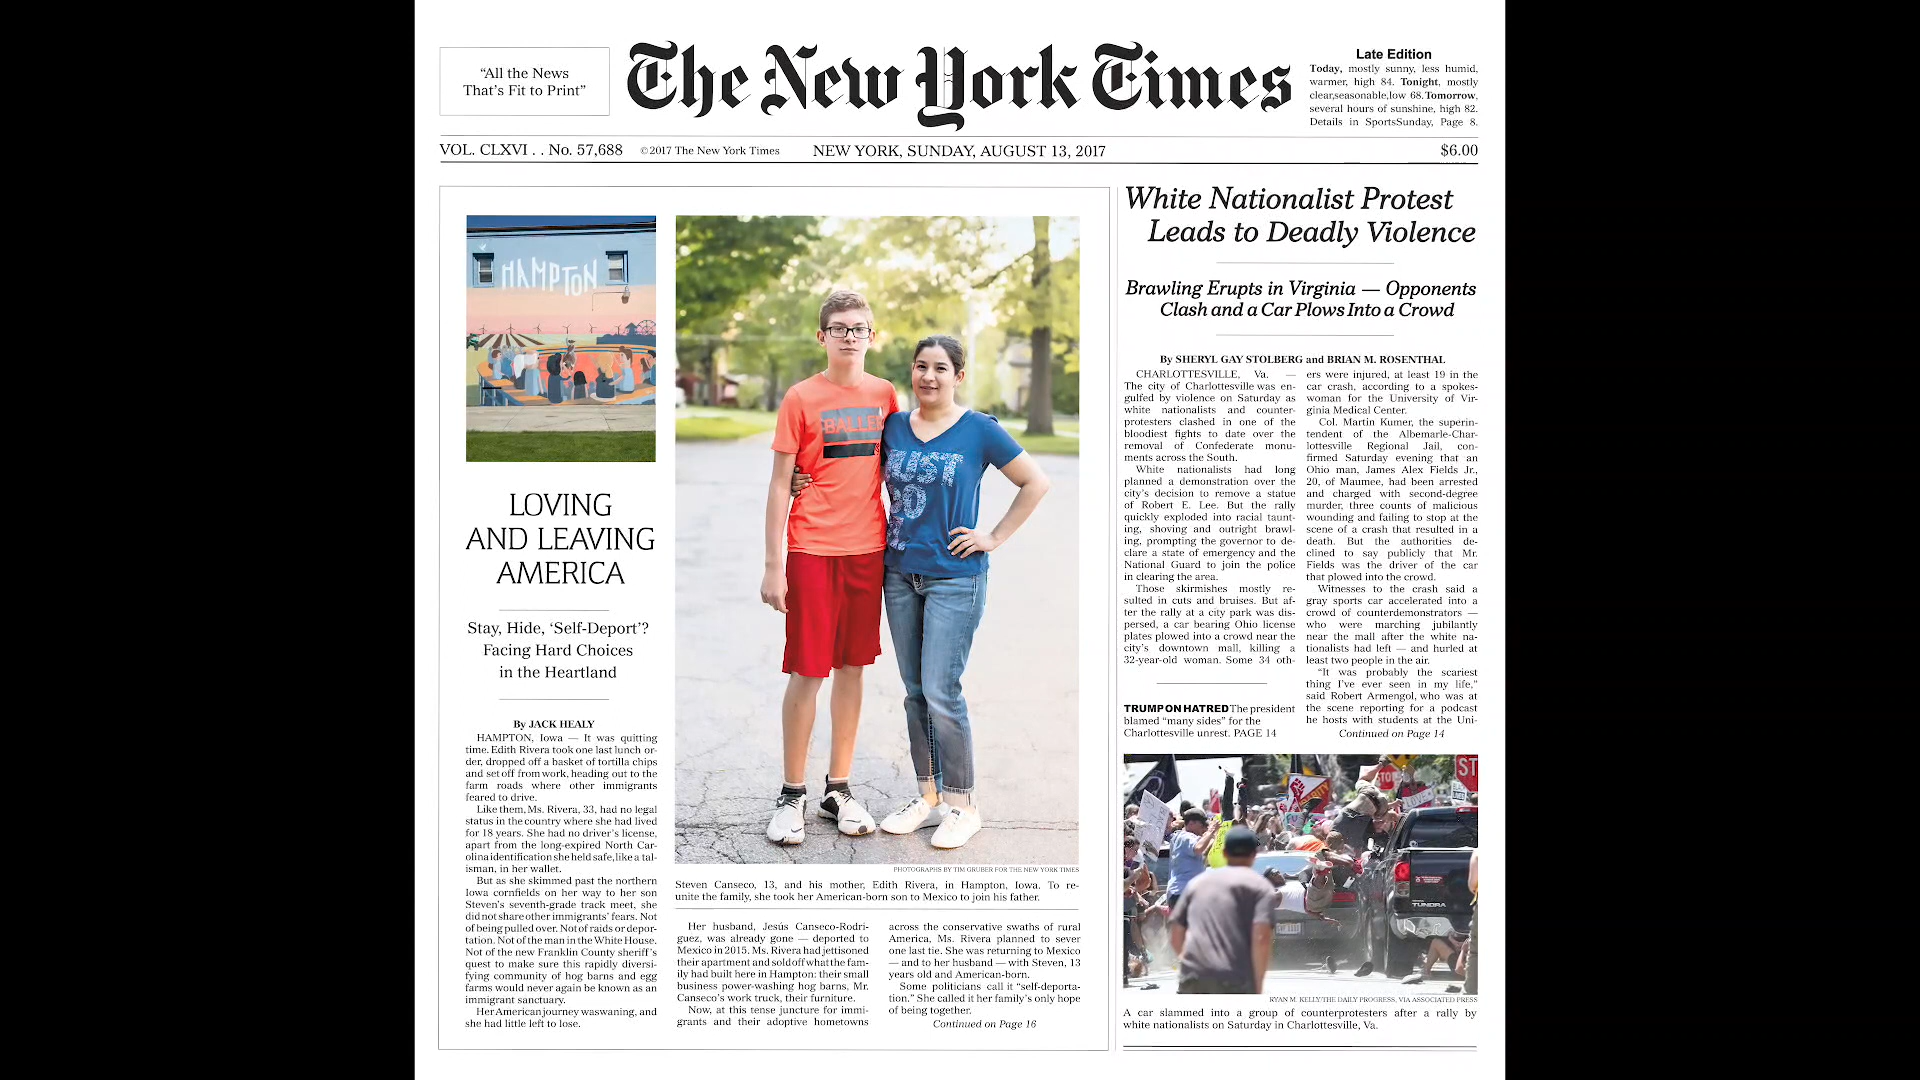 “All the News
That’s Fit to Print”
The New York Times
Late Edition
Today, mostly sunny, less humid,
warmer, high 84. Tonight, mostly
clear,seasonable,low 68.Tomorrow,
several hours of sunshine, high 82.
Details in SportsSunday, Page 8.
VOL. CLXVI . . No. 57,688
©2017 The New York Times
NEW YORK, SUNDAY, AUGUST 13, 2017
$6.00
HAMPTON
LOVING
AND LEAVING
AMERICA
Stay, Hide, ‘Self-Deport’?
Facing Hard Choices
in the Heartland
By JACK HEALY
HAMPTON, Iowa — It was quitting
time. Edith Rivera took one last lunch or-
der, dropped off a basket of tortilla chips
and set off from work, heading out to the
farm roads where other immigrants
feared to drive.
Like them, Ms. Rivera, 33, had no legal
status in the country where she had lived
for 18 years. She had no driver’s license,
apart from the long-expired North Car-
olina identification she held safe, like a tal-
isman, in her wallet.
But as she skimmed past the northern
Iowa cornfields on her way to her son
Steven’s seventh-grade track meet, she
did not share other immigrants’ fears. Not
of being pulled over. Not of raids or depor-
tation. Not of the man in the White House.
Not of the new Franklin County sheriff’s
quest to make sure this rapidly diversi-
fying community of hog barns and egg
farms would never again be known as an
immigrant sanctuary.
Her American journey was waning, and
she had little left to lose.
BALLER
JUST
DO
PHOTOGRAPHS BY TIM GRUBER FOR THE NEW YORK TIMES
Steven Canseco, 13, and his mother, Edith Rivera, in Hampton, Iowa. To re-
unite the family, she took her American-born son to Mexico to join his father.
Her husband, Jesús Canseco-Rodri-
guez, was already gone — deported to
Mexico in 2015. Ms. Rivera had jettisoned
their apartment and sold off what the fam-
ily had built here in Hampton: their small
business power-washing hog barns, Mr.
Canseco’s work truck, their furniture.
Now, at this tense juncture for immi-
grants and their adoptive hometowns
across the conservative swaths of rural
America, Ms. Rivera planned to sever
one last tie. She was returning to Mexico
— and to her husband — with Steven, 13
years old and American-born.
Some politicians call it “self-deporta-
tion.” She called it her family’s only hope
of being together.
Continued on Page 16
White Nationalist Protest
Leads to Deadly Violence
Brawling Erupts in Virginia — Opponents
Clash and a Car Plows Into a Crowd
By SHERYL GAY STOLBERG and BRIAN M. ROSENTHAL
CHARLOTTESVILLE, Va. —
The city of Charlottesville was en-
gulfed by violence on Saturday as
white nationalists and counter-
protesters clashed in one of the
bloodiest fights to date over the
removal of Confederate monu-
ments across the South.
White nationalists had long
planned a demonstration over the
city’s decision to remove a statue
of Robert E. Lee. But the rally
quickly exploded into racial taunt-
ing, shoving and outright brawl-
ing, prompting the governor to de-
clare a state of emergency and the
National Guard to join the police
in clearing the area.
Those skirmishes mostly re-
sulted in cuts and bruises. But af-
ter the rally at a city park was dis-
persed, a car bearing Ohio license
plates plowed into a crowd near the
city’s downtown mall, killing a
32-year-old woman. Some 34 oth-
TRUMP ON HATRED The president
blamed “many sides” for the
Charlottesville unrest. PAGE 14
ers were injured, at least 19 in the
car crash, according to a spokes-
woman for the University of Vir-
ginia Medical Center.
Col. Martin Kumer, the superin-
tendent of the Albemarle-Char-
lottesville Regional Jail, con-
firmed Saturday evening that an
Ohio man, James Alex Fields Jr.,
20, of Maumee, had been arrested
and charged with second-degree
murder, three counts of malicious
wounding and failing to stop at the
scene of a crash that resulted in a
death. But the authorities de-
clined to say publicly that Mr.
Fields was the driver of the car
that plowed into the crowd.
Witnesses to the crash said a
gray sports car accelerated into a
crowd of counterdemonstrators —
who were marching jubilantly
near the mall after the white na-
tionalists had left — and hurled at
least two people in the air.
“It was probably the scariest
thing I’ve ever seen in my life,”
said Robert Armengol, who was at
the scene reporting for a podcast
he hosts with students at the Uni-
Continued on Page 14
STOP
ST
TUNDRA
RYAN M. KELLY/THE DAILY PROGRESS, VIA ASSOCIATED PRESS
A car slammed into a group of counterprotesters after a rally by
white nationalists on Saturday in Charlottesville, Va.